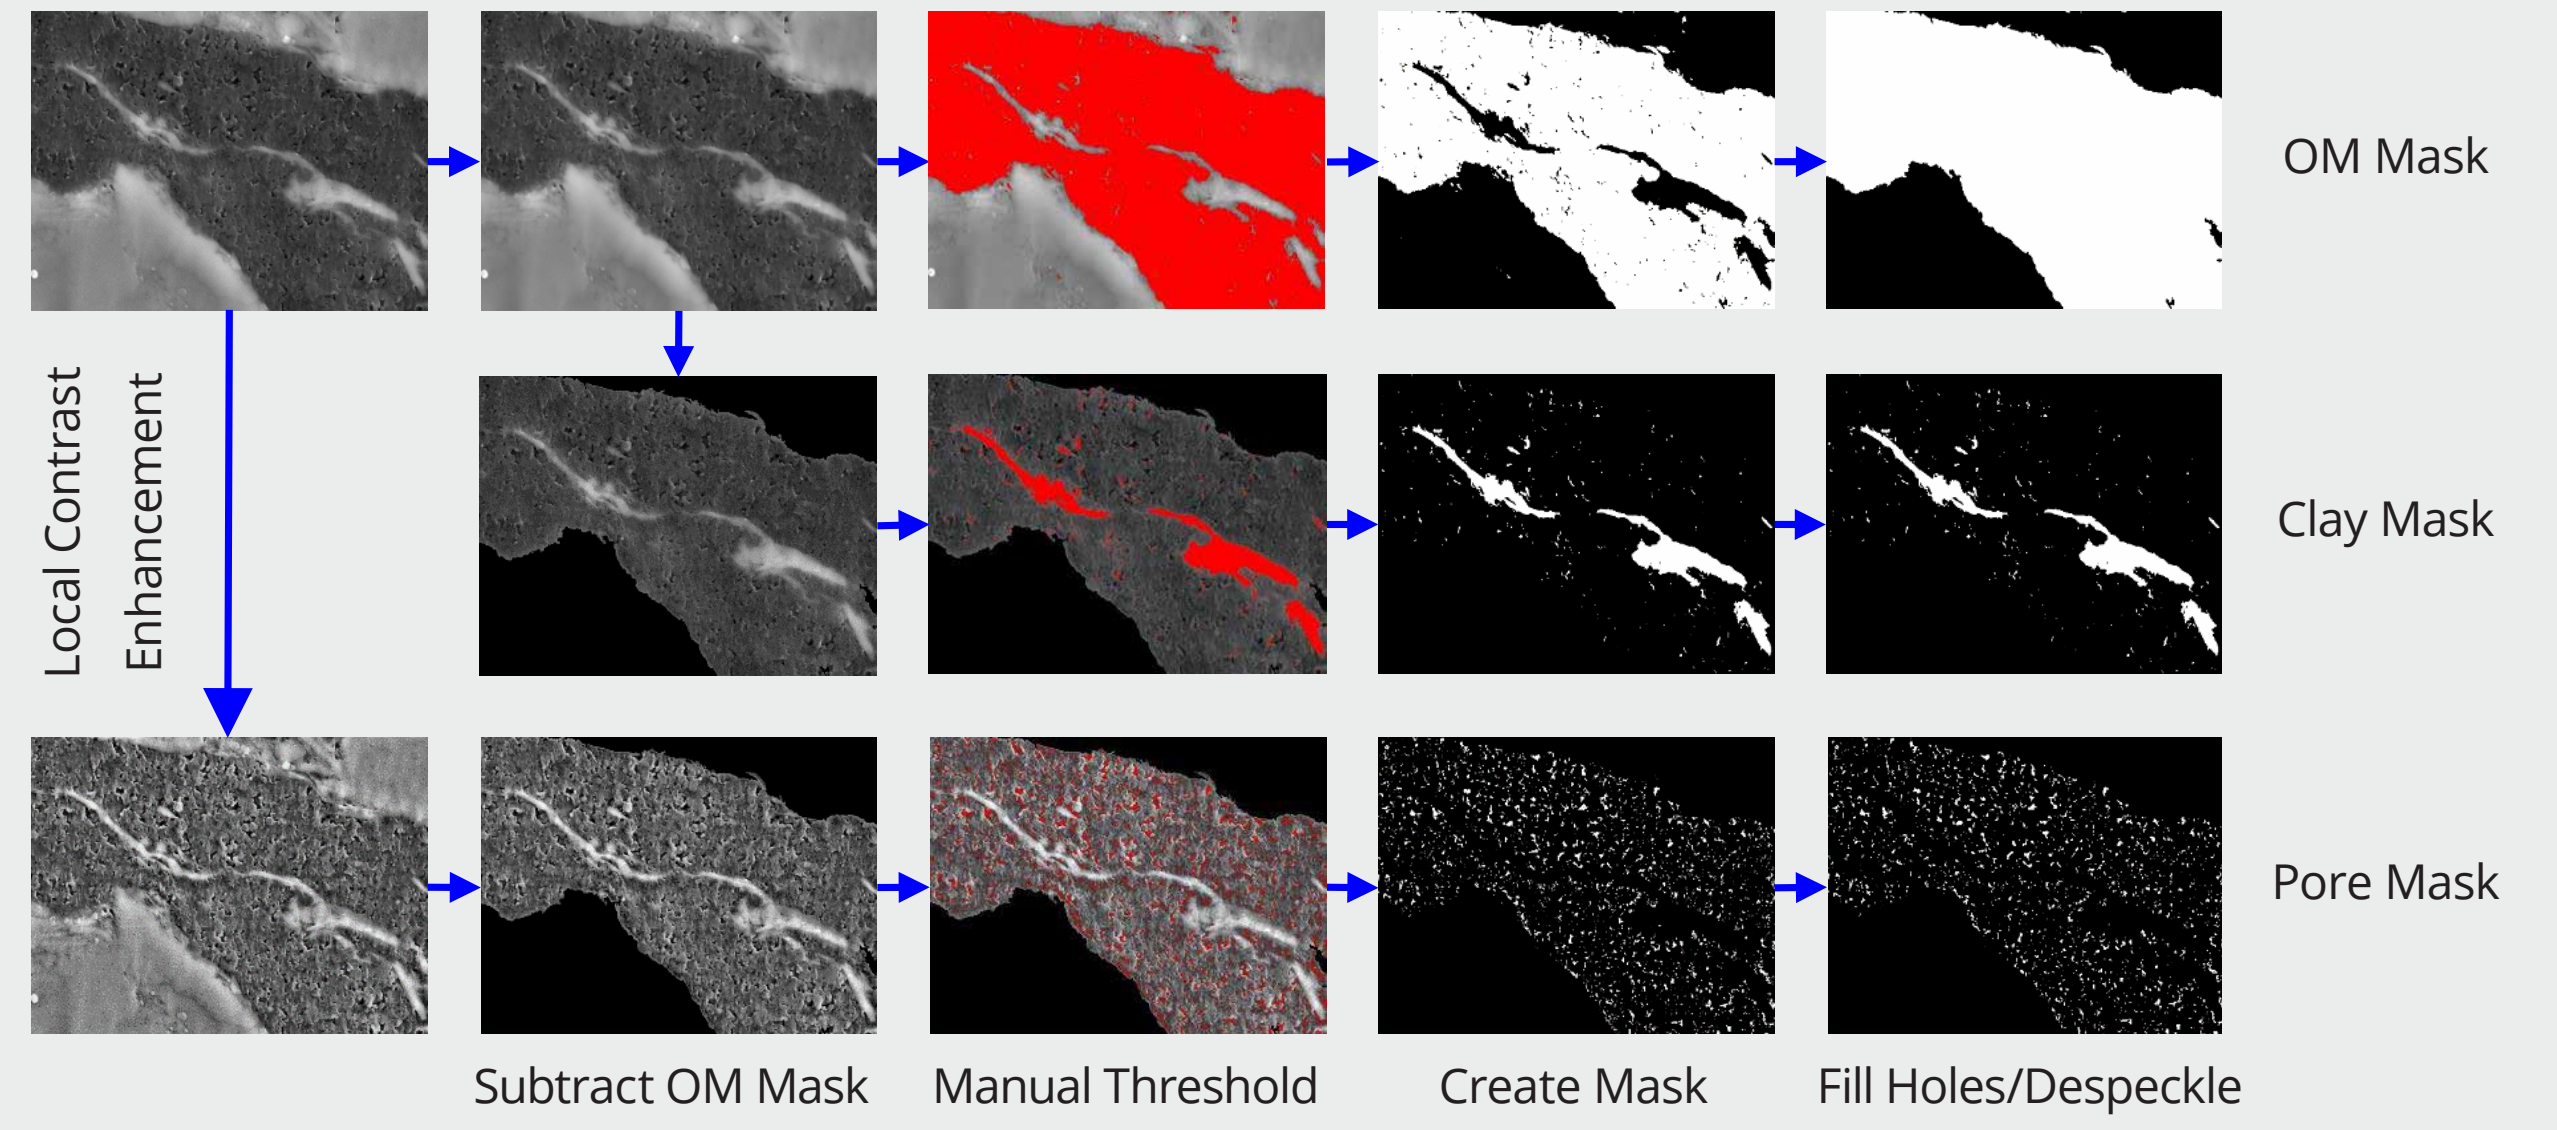 OM Mask
Local Contrast
Enhancement
Clay Mask
Pore Mask
Subtract OM Mask
Manual Threshold
Create Mask
Fill Holes/Despeckle